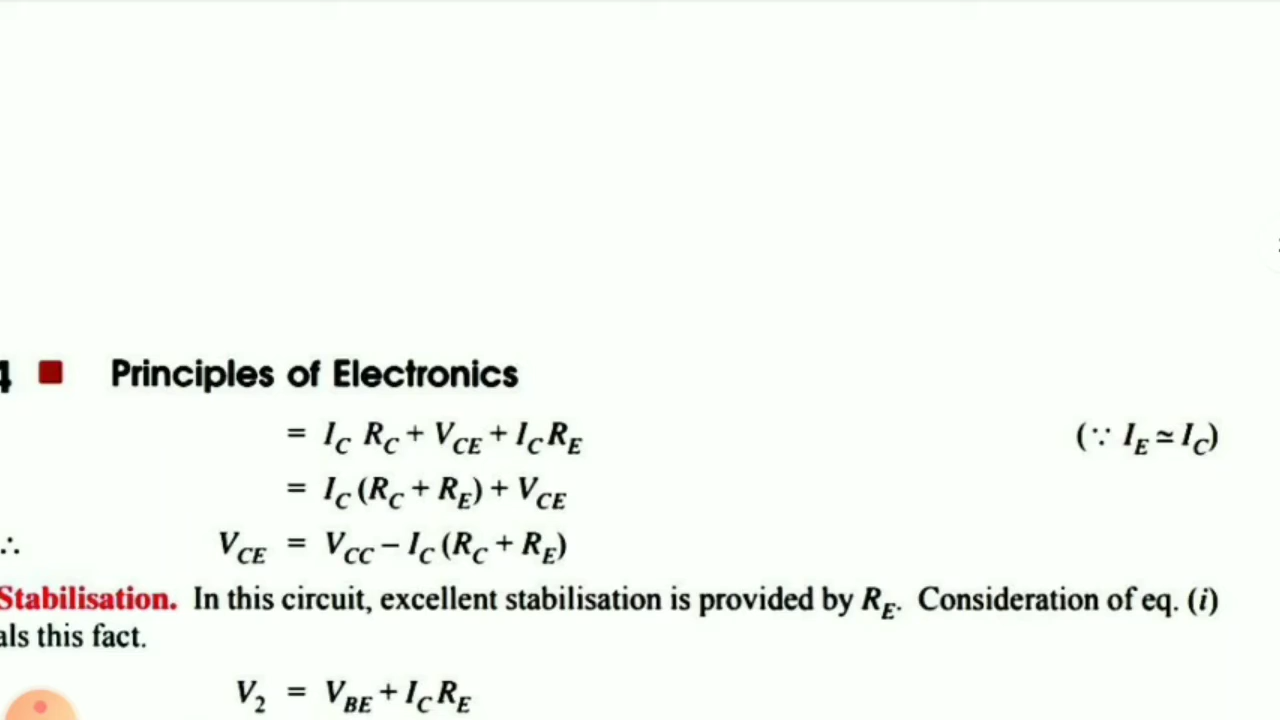 4 ■ Principles of Electronics
= I_C R_C + V_CE + I_C R_E (∵ I_E ≃ I_C)
= I_C (R_C + R_E) + V_CE
∴ V_CE = V_CC – I_C (R_C + R_E)
Stabilisation. In this circuit, excellent stabilisation is provided by R_E. Consideration of eq. (i)
als this fact.
V_2 = V_BE + I_C R_E